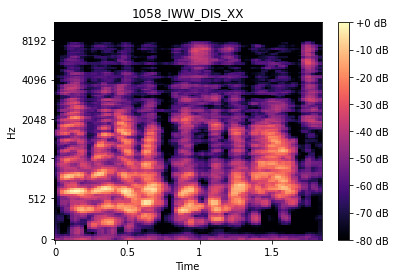 1058_IWW_DIS_XX
+0 dB
8192
-10 dB
4096
-20 dB
-30 dB
2048
-40 dB
Hz
1024
-50 dB
-60 dB
512
-70 dB
0
-80 dB
0
0.5
1
1.5
Time